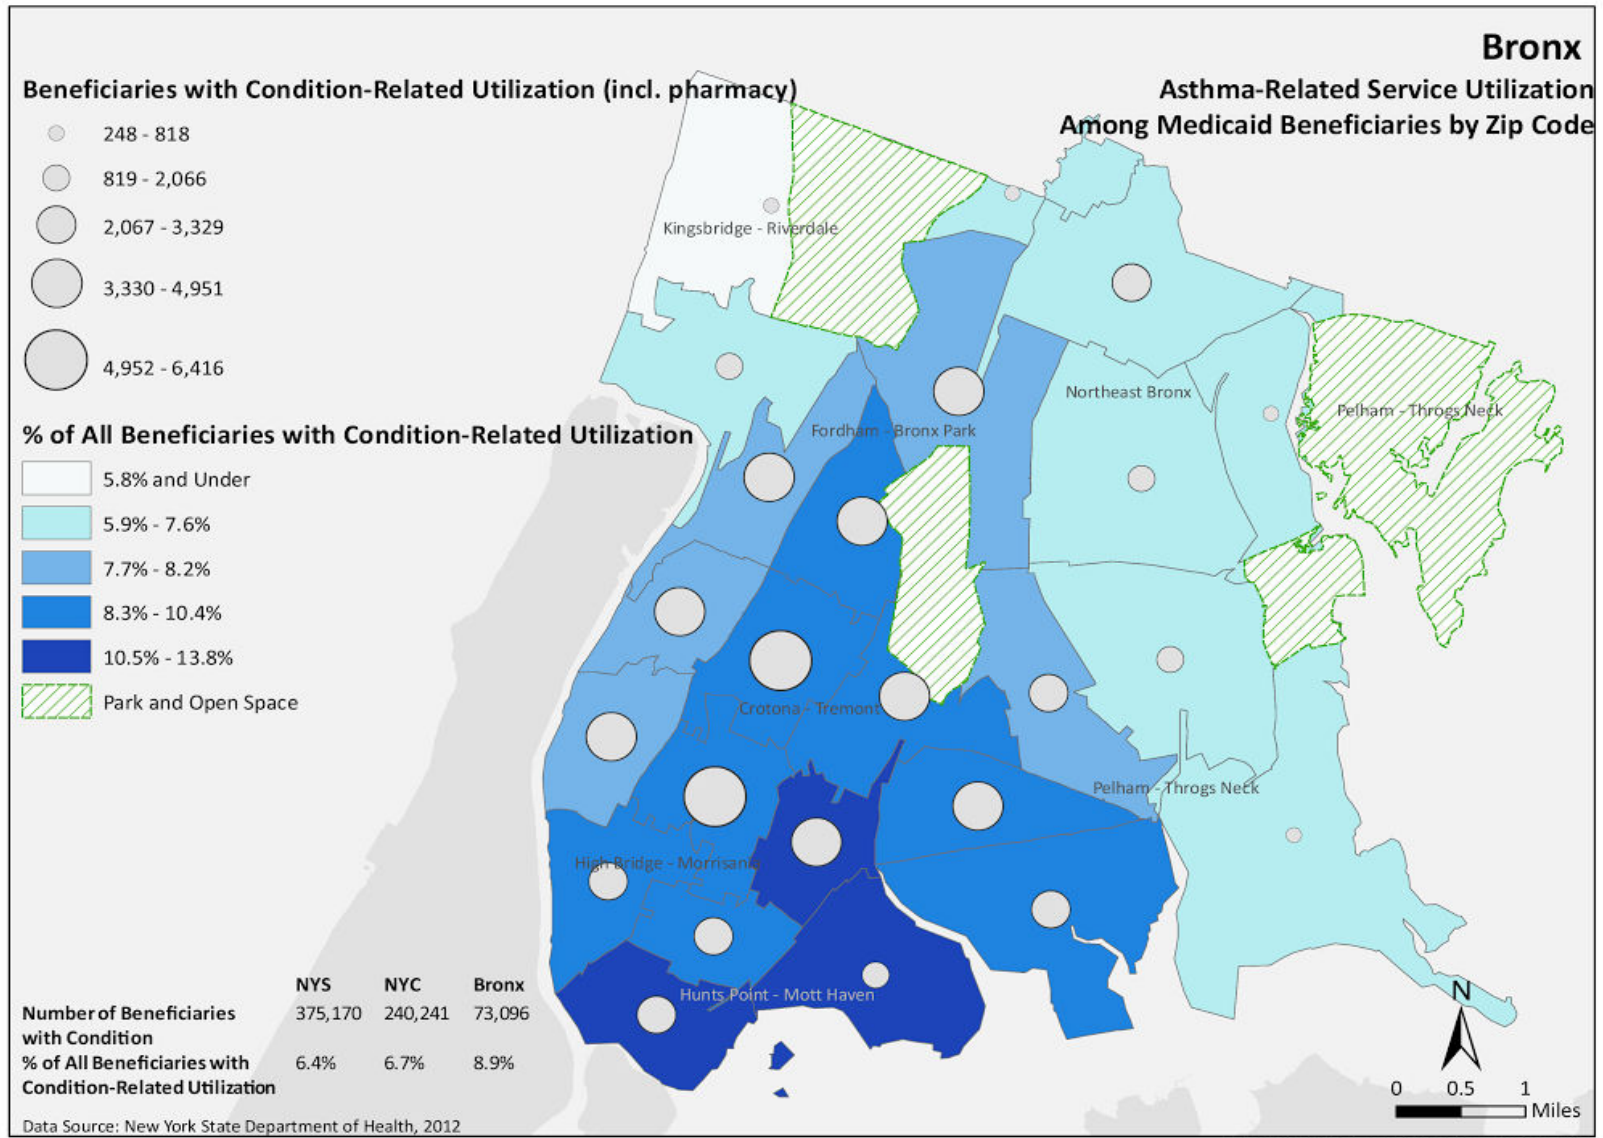 Bronx
Asthma-Related Service Utilization
Among Medicaid Beneficiaries by Zip Code
Beneficiaries with Condition-Related Utilization (incl. pharmacy)
248 - 818
819 - 2,066
2,067 - 3,329
3,330 - 4,951
4,952 - 6,416
% of All Beneficiaries with Condition-Related Utilization
5.8% and Under
5.9% - 7.6%
7.7% - 8.2%
8.3% - 10.4%
10.5% - 13.8%
Park and Open Space
Kingsbridge - Riverdale
Northeast Bronx
Pelham - Throgs Neck
Fordham - Bronx Park
Crotona - Tremont
Pelham - Throgs Neck
High Bridge - Morrisania
Hunts Point - Mott Haven
NYS NYC Bronx
Number of Beneficiaries 375,170 240,241 73,096
with Condition
% of All Beneficiaries with 6.4% 6.7% 8.9%
Condition-Related Utilization
Data Source: New York State Department of Health, 2012
N
0 0.5 1
Miles